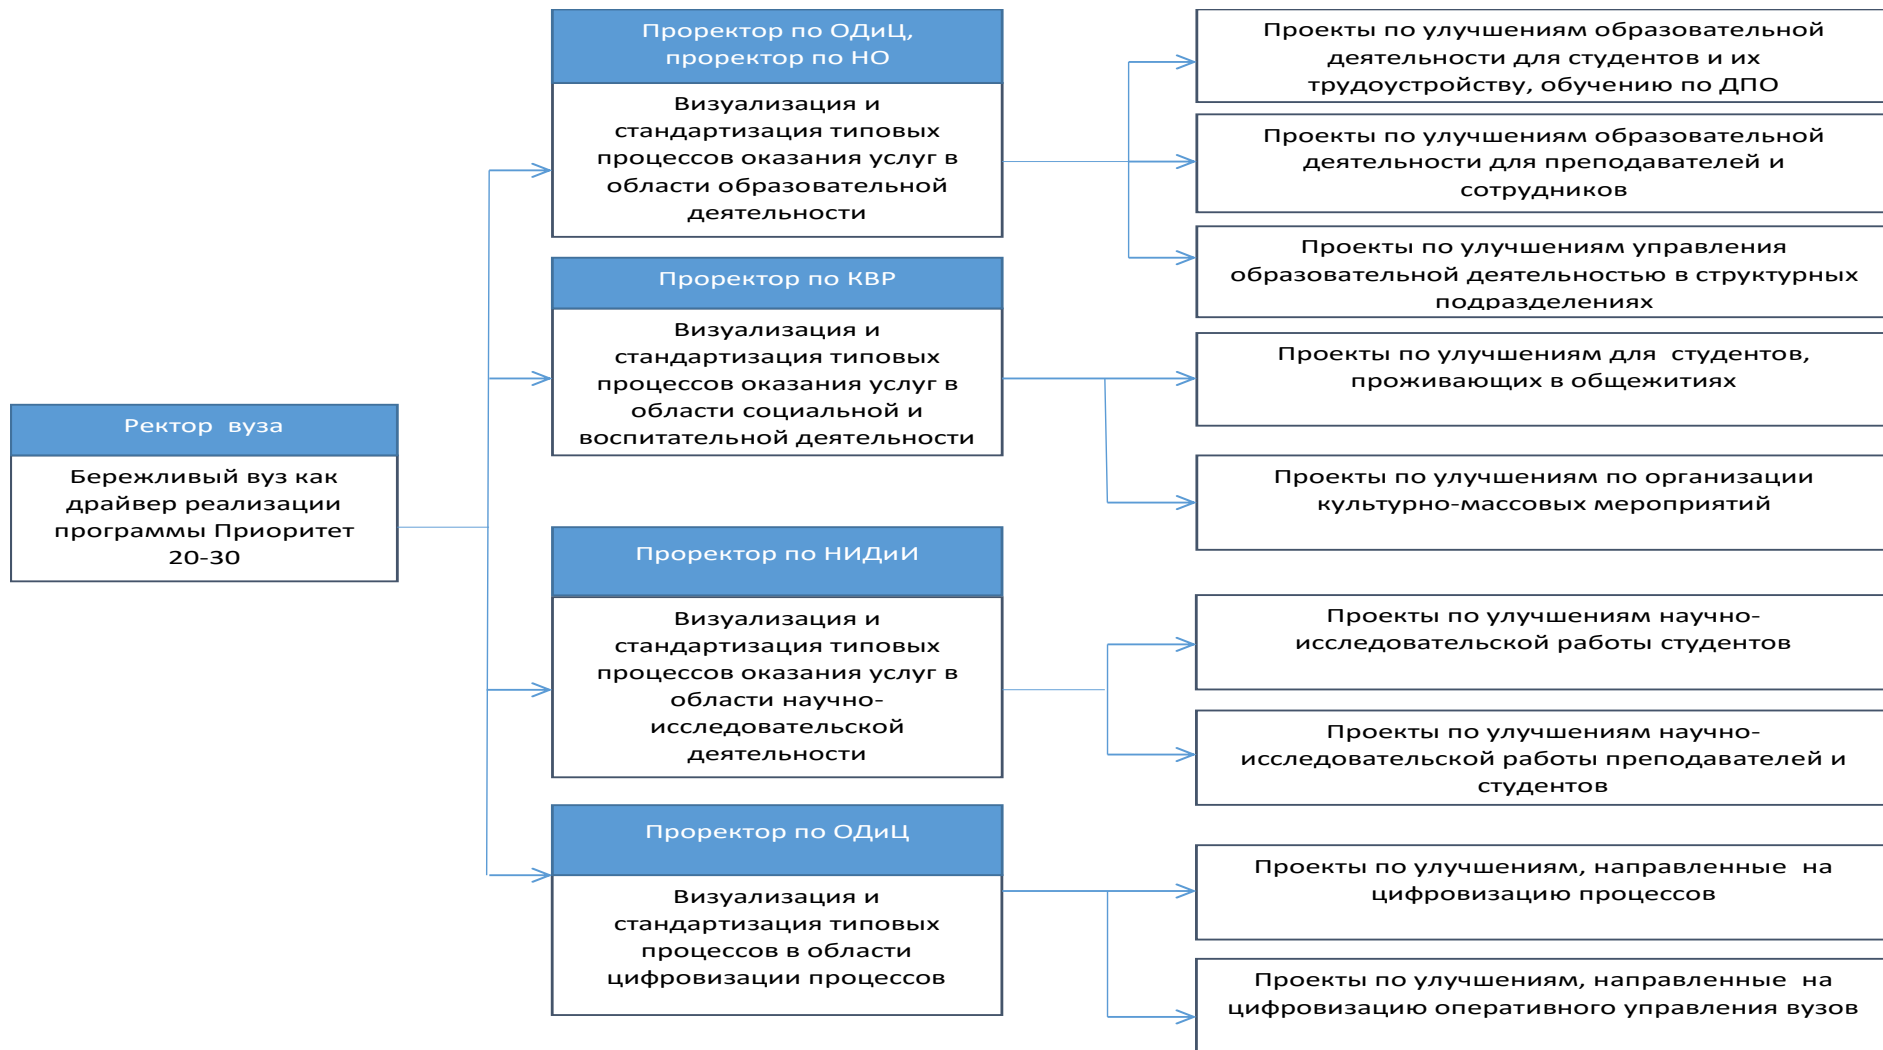 Ректор вуза
Бережливый вуз как
драйвер реализации
программы Приоритет
20-30
Проректор по ОДиЦ,
проректор по НО
Визуализация и
стандартизация типовых
процессов оказания услуг в
области образовательной
деятельности
Проректор по КВР
Визуализация и
стандартизация типовых
процессов оказания услуг в
области социальной и
воспитательной деятельности
Проректор по НИДиИ
Визуализация и
стандартизация типовых
процессов оказания услуг в
области научно-
исследовательской
деятельности
Проректор по ОДиЦ
Визуализация и
стандартизация типовых
процессов в области
цифровизации процессов
Проекты по улучшениям образовательной
деятельности для студентов и их
трудоустройству, обучению по ДПО
Проекты по улучшениям образовательной
деятельности для преподавателей и
сотрудников
Проекты по улучшениям управления
образовательной деятельностью в структурных
подразделениях
Проекты по улучшениям для студентов,
проживающих в общежитиях
Проекты по улучшениям по организации
культурно-массовых мероприятий
Проекты по улучшениям научно-
исследовательской работы студентов
Проекты по улучшениям научно-
исследовательской работы преподавателей и
студентов
Проекты по улучшениям, направленные на
цифровизацию процессов
Проекты по улучшениям, направленные на
цифровизацию оперативного управления вузов